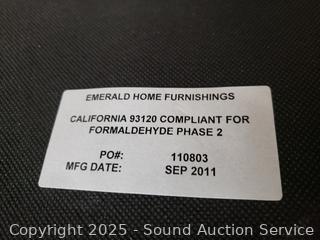 EMERALD HOME FURNISHINGS
CALIFORNIA 93120 COMPLIANT FOR
FORMALDEHYDE PHASE 2
PO#: 110803
MFG DATE: SEP 2011
Copyright © 2025 - Sound Auction Service